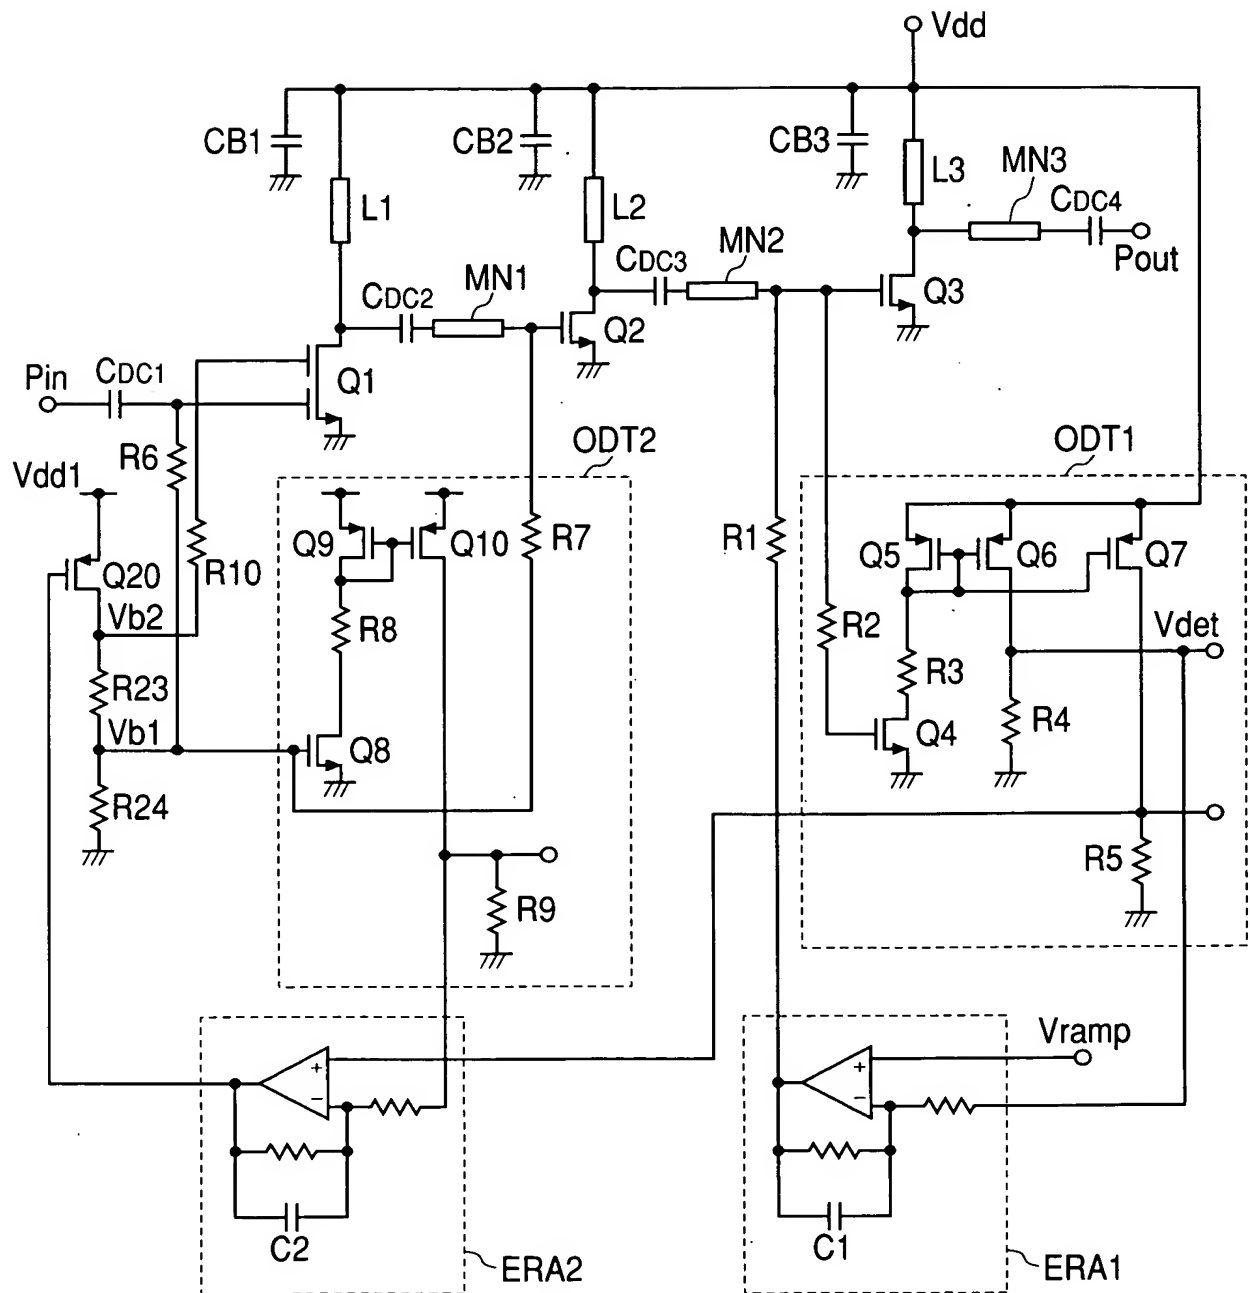 Vdd
CB1
CB2
CB3
L1
L2
L3
MN3
CDC4
Pout
MN2
CDC3
Q3
MN1
CDC2
Q2
Pin
CDC1
Q1
R6
Vdd1
ODT2
ODT1
Q9
Q10
R7
R1
Q5
Q6
Q7
Q20
R10
Vb2
R8
R2
Vdet
R3
R23
Vb1
Q8
Q4
R4
R24
R5
R9
Vramp
+
−
+
−
C2
C1
ERA2
ERA1